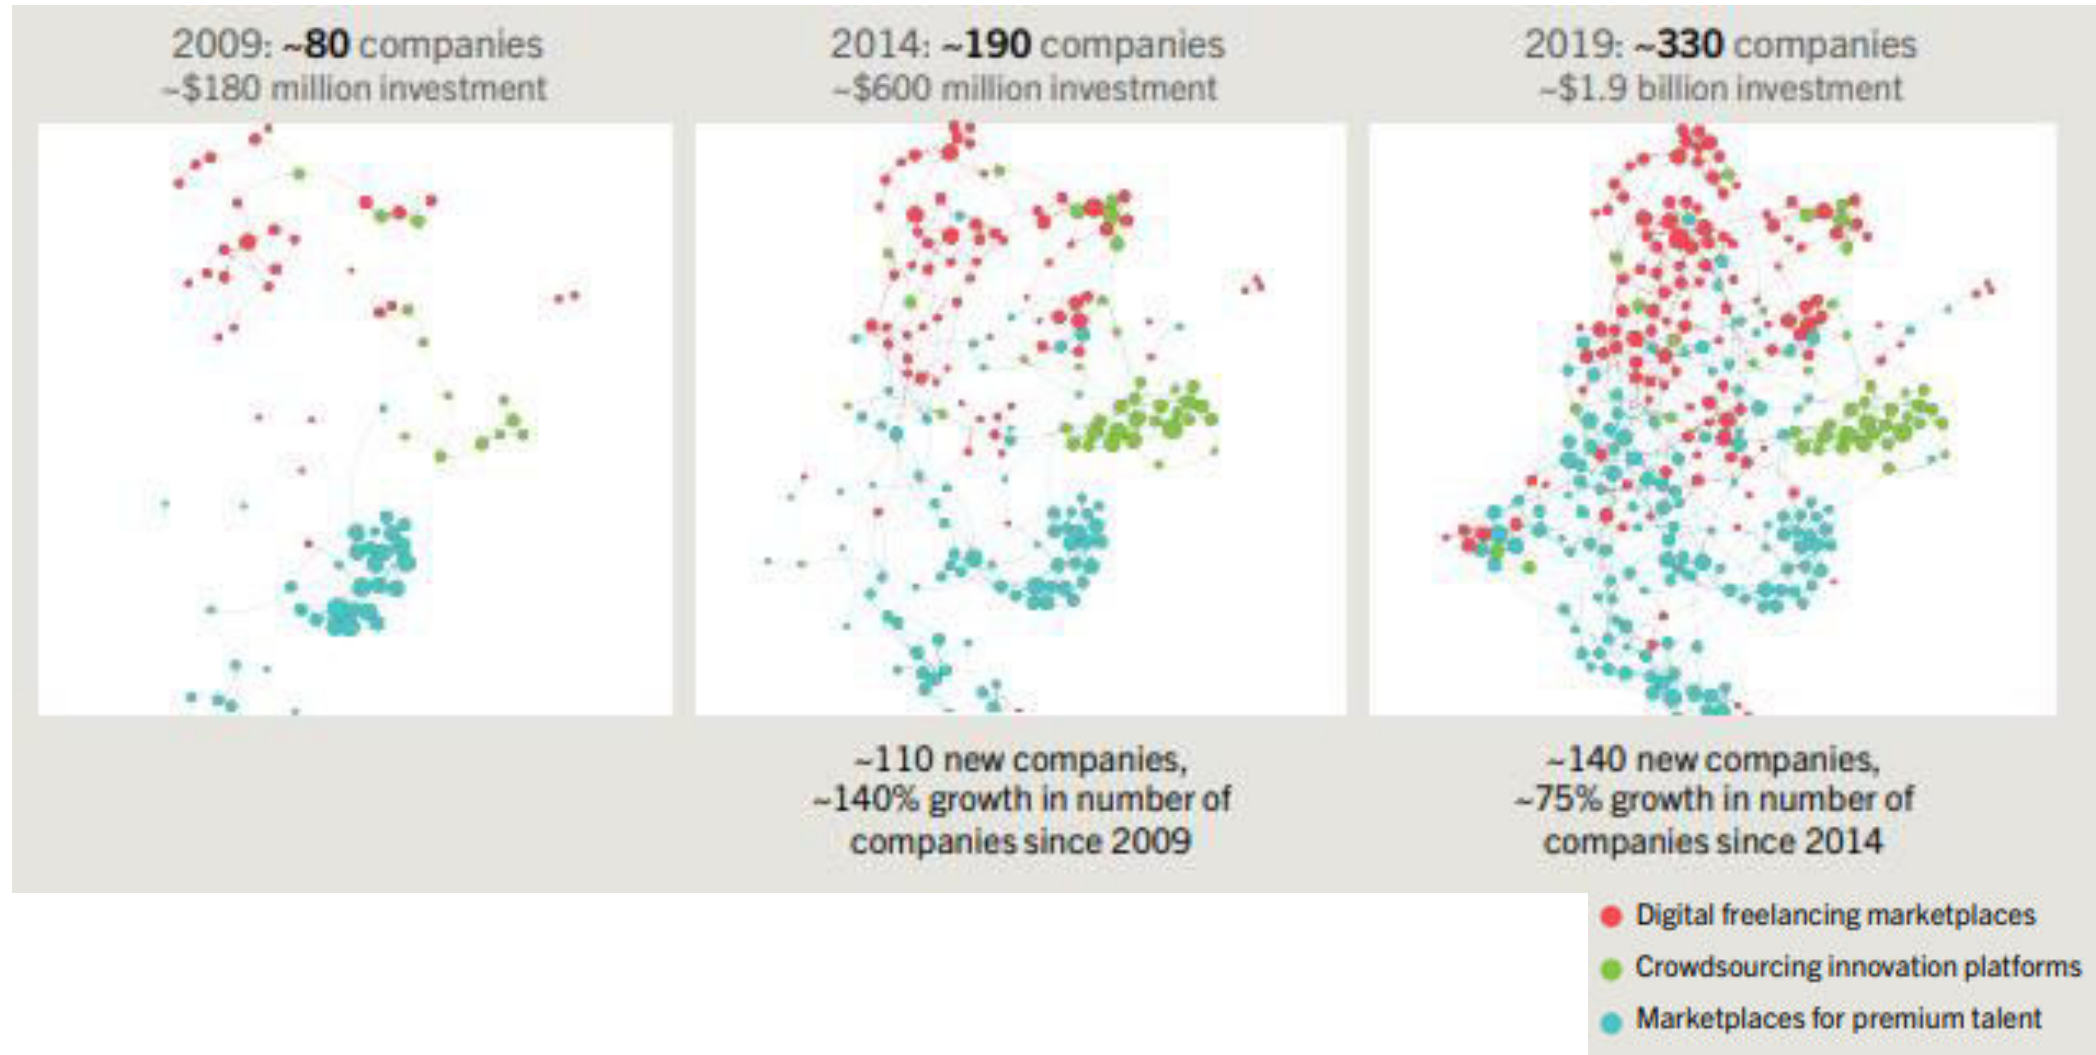 2009: ~80 companies
~$180 million investment
2014: ~190 companies
~$600 million investment
2019: ~330 companies
~$1.9 billion investment
~110 new companies,
~140% growth in number of
companies since 2009
~140 new companies,
~75% growth in number of
companies since 2014
Digital freelancing marketplaces
Crowdsourcing innovation platforms
Marketplaces for premium talent